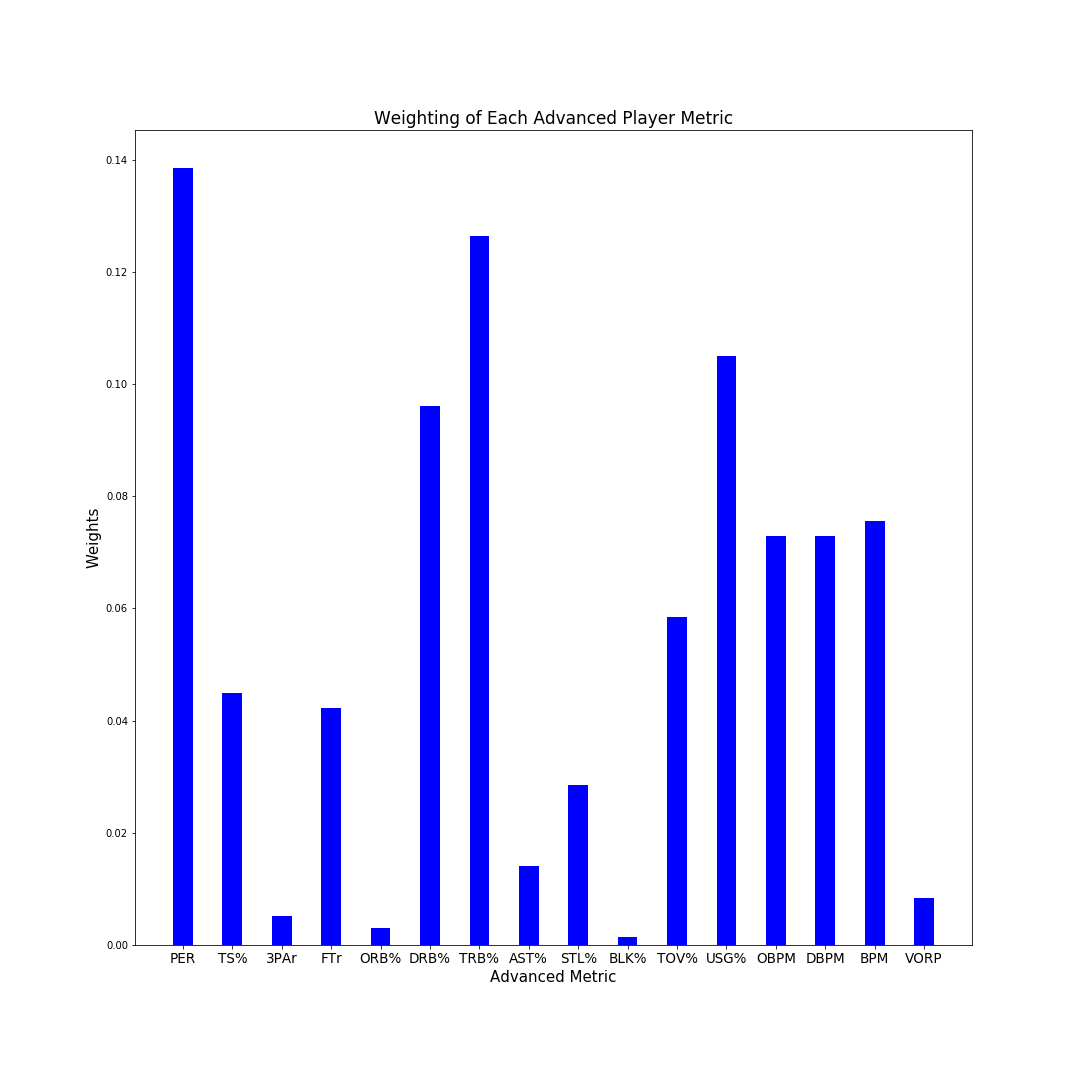 Weighting of Each Advanced Player Metric
0.14
0.12
0.10
0.08
0.06
0.04
0.02
0.00
Weights
PER TS% 3PAr FTr ORB% DRB% TRB% AST% STL% BLK% TOV% USG% OBPM DBPM BPM VORP
Advanced Metric